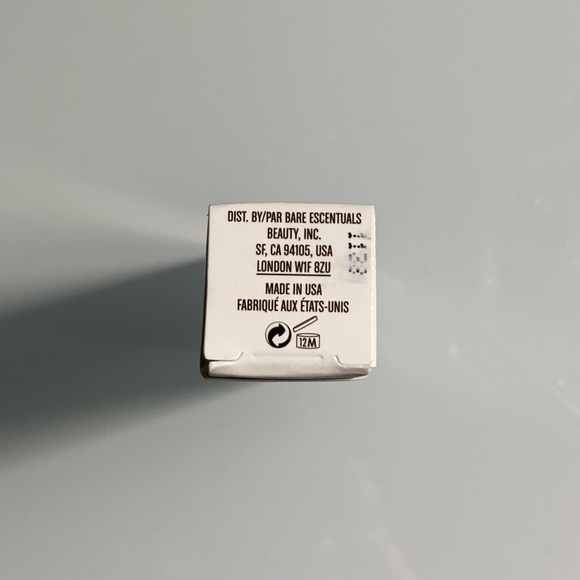 DIST. BY/PAR BARE ESCENTUALS
BEAUTY, INC.
SF, CA 94105, USA
LONDON W1F 8ZU
MADE IN USA
FABRIQUÉ AUX ÉTATS-UNIS
12M